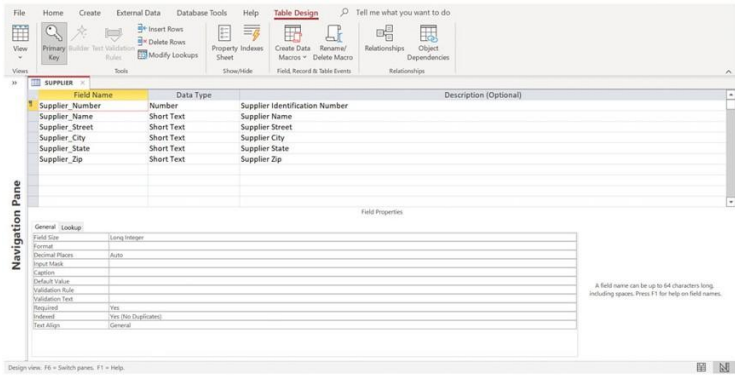 File Home Create External Data Database Tools Help Table Design Tell me what you want to do
View
Primary Key
Builder
Test Validation Rules
Insert Rows
Delete Rows
Modify Lookups
Property Sheet
Indexes
Create Data Macros
Rename/ Delete Macro
Relationships
Object Dependencies
Views Tools Show/Hide Field, Record & Table Events Relationships
SUPPLIER
Field Name Data Type Description (Optional)
Supplier_Number Number Supplier Identification Number
Supplier_Name Short Text Supplier Name
Supplier_Street Short Text Supplier Street
Supplier_City Short Text Supplier City
Supplier_State Short Text Supplier State
Supplier_Zip Short Text Supplier Zip
Navigation Pane
Field Properties
General Lookup
Field Size Long Integer
Format
Decimal Places Auto
Input Mask
Caption
Default Value
Validation Rule
Validation Text
Required Yes
Indexed Yes (No Duplicates)
Text Align General
A field name can be up to 64 characters long,
including spaces. Press F1 for help on field names.
Design view. F6 = Switch panes. F1 = Help.